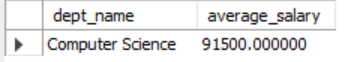 dept_name average_salary
Computer Science 91500.000000